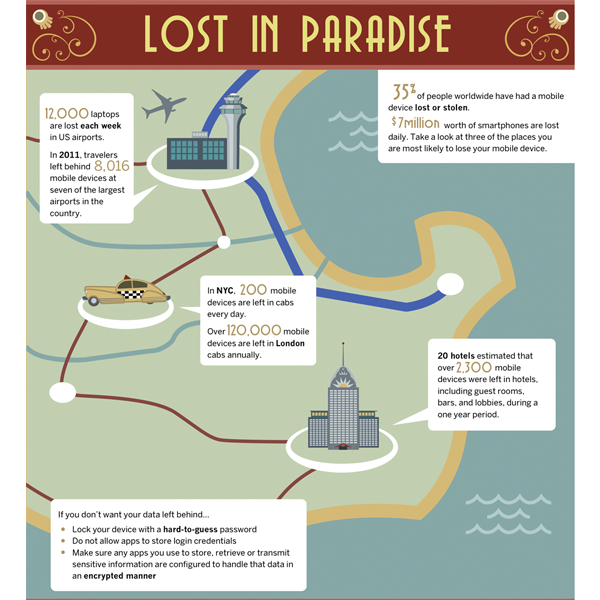 LOST IN PARADISE
12,000 laptops
are lost each week
in US airports.
In 2011, travelers
left behind 8,016
mobile devices at
seven of the largest
airports in the
country.
35% of people worldwide have had a mobile
device lost or stolen.
$7million worth of smartphones are lost
daily. Take a look at three of the places you
are most likely to lose your mobile device.
In NYC, 200 mobile
devices are left in cabs
every day.
Over 120,000 mobile
devices are left in London
cabs annually.
20 hotels estimated that
over 2,300 mobile
devices were left in hotels,
including guest rooms,
bars, and lobbies, during a
one year period.
If you don't want your data left behind...
• Lock your device with a hard-to-guess password
• Do not allow apps to store login credentials
• Make sure any apps you use to store, retrieve or transmit
sensitive information are configured to handle that data in
an encrypted manner